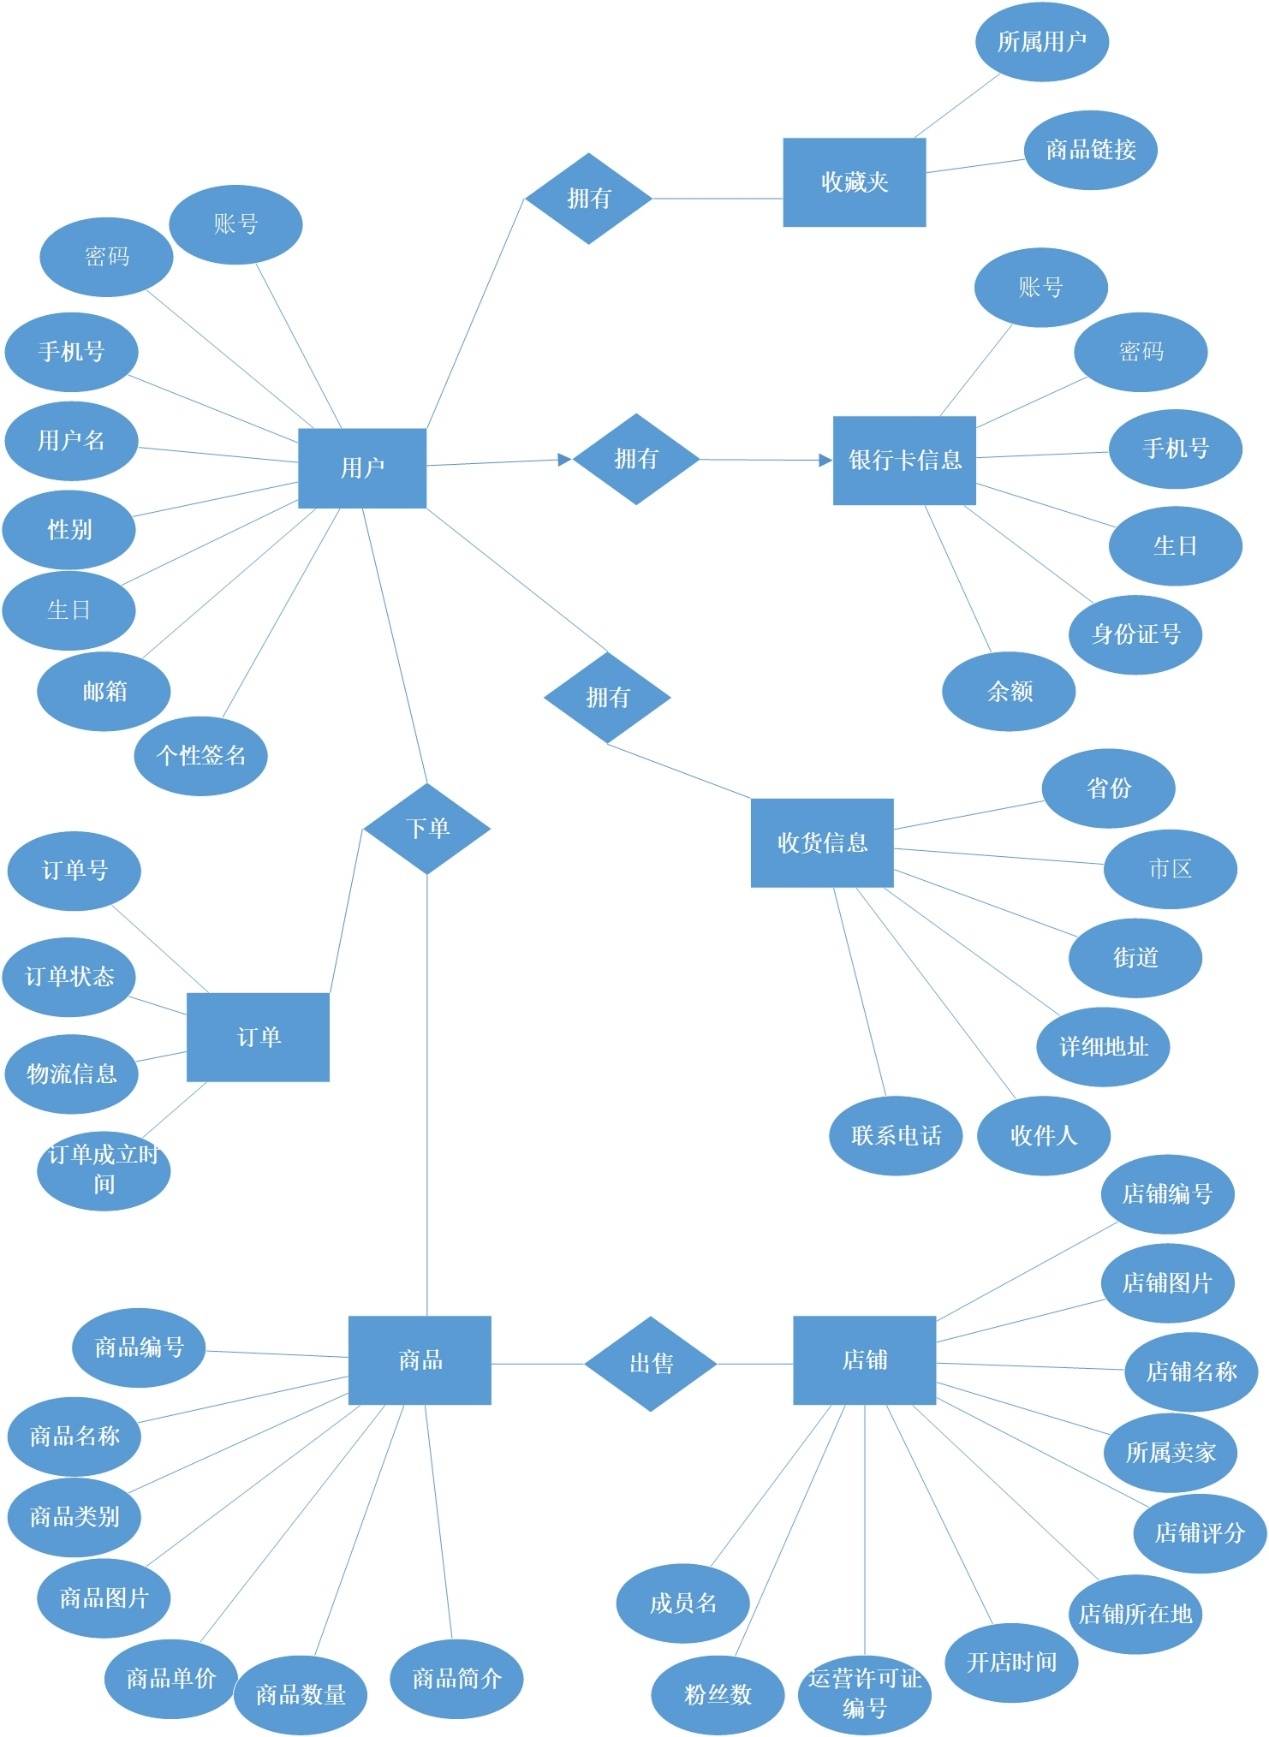 所属用户
商品链接
收藏夹
拥有
账号
密码
手机号
用户名
性别
生日
邮箱
个性签名
用户
拥有
银行卡信息
账号
密码
手机号
生日
身份证号
余额
拥有
收货信息
省份
市区
街道
详细地址
收件人
联系电话
下单
订单号
订单状态
物流信息
订单成立时
间
订单
商品
出售
店铺
商品编号
商品名称
商品类别
商品图片
商品单价
商品数量
商品简介
店铺编号
店铺图片
店铺名称
所属卖家
店铺评分
店铺所在地
开店时间
运营许可证
编号
粉丝数
成员名